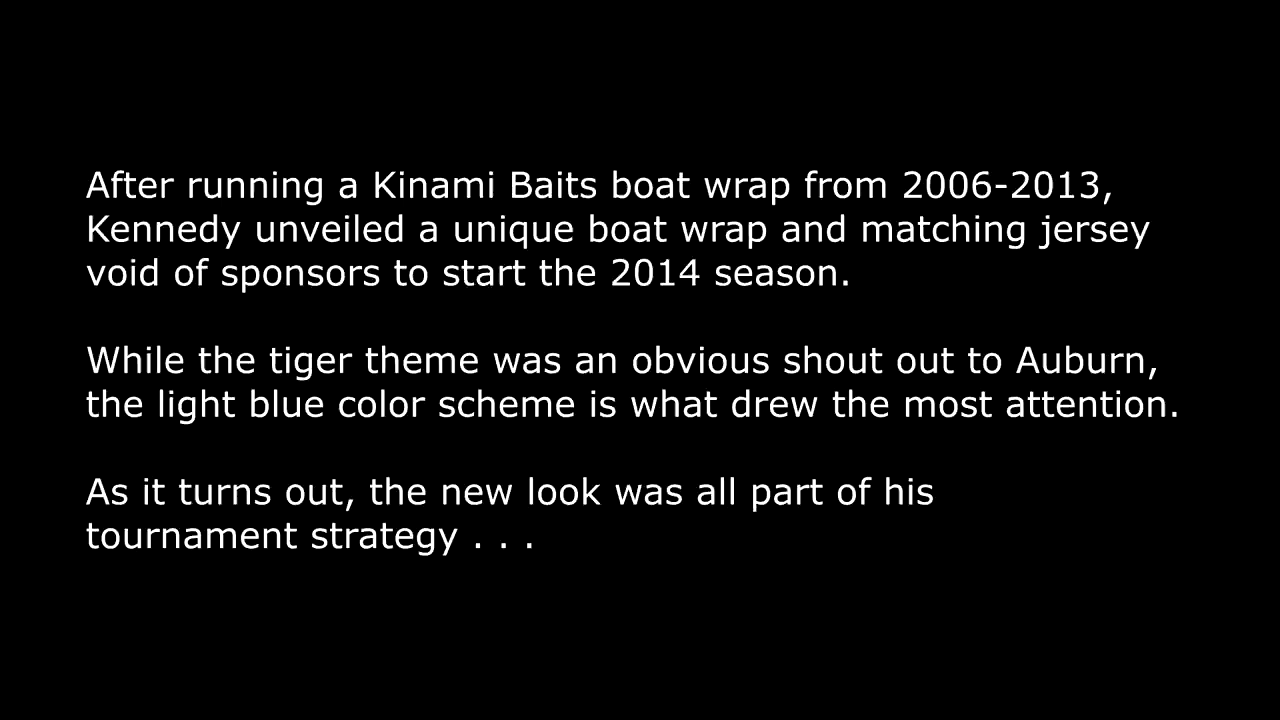 After running a Kinami Baits boat wrap from 2006-2013,
Kennedy unveiled a unique boat wrap and matching jersey
void of sponsors to start the 2014 season.
While the tiger theme was an obvious shout out to Auburn,
the light blue color scheme is what drew the most attention.
As it turns out, the new look was all part of his
tournament strategy . . .